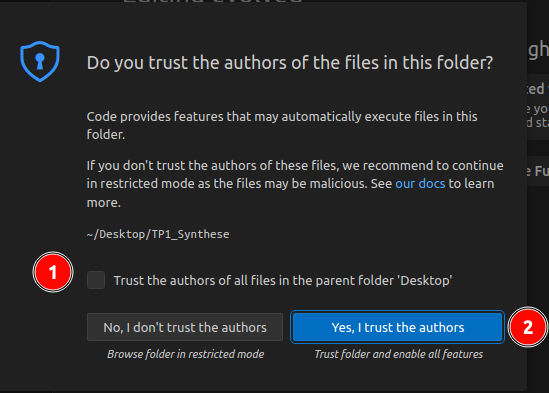 Do you trust the authors of the files in this folder?
Code provides features that may automatically execute files in this
folder.
If you don't trust the authors of these files, we recommend to continue
in restricted mode as the files may be malicious. See our docs to learn
more.
~/Desktop/TP1_Synthese
1
Trust the authors of all files in the parent folder 'Desktop'
No, I don't trust the authors
Yes, I trust the authors
2
Browse folder in restricted mode
Trust folder and enable all features